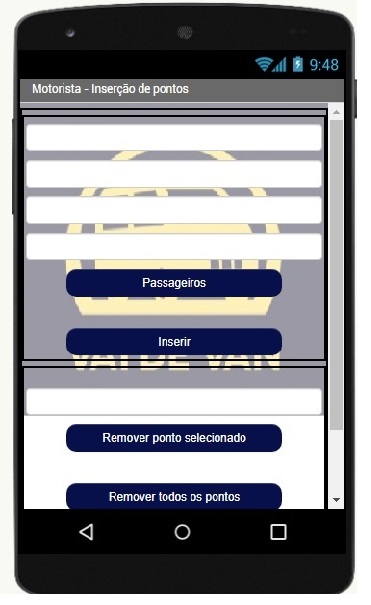 9:48
Motorista - Inserção de pontos
Passageiros
Inserir
VAI DE VAN
Remover ponto selecionado
Remover todos os pontos